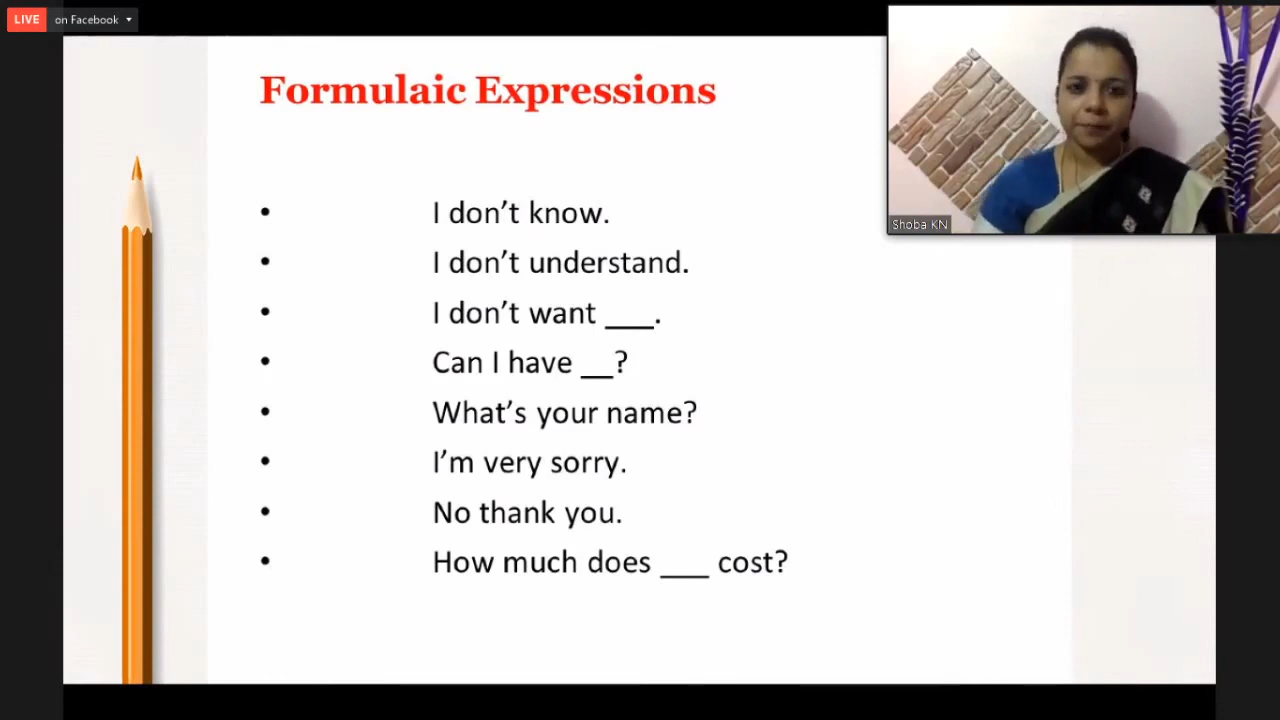 LIVE on Facebook
Formulaic Expressions
• I don’t know.
• I don’t understand.
• I don’t want ___.
• Can I have __?
• What’s your name?
• I’m very sorry.
• No thank you.
• How much does ___ cost?
Shoba KN